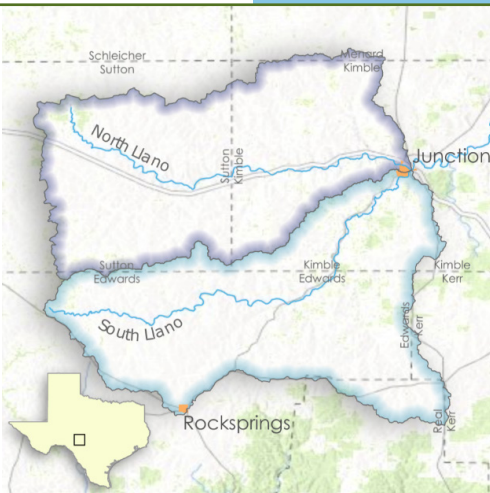 Schleicher
Sutton
Menard
Kimble
North Llano
Sutton
Kimble
Junction
Sutton
Edwards
Kimble
Edwards
Kimble
Kerr
South Llano
Edwards
Kerr
Rocksprings
Real
Kerr